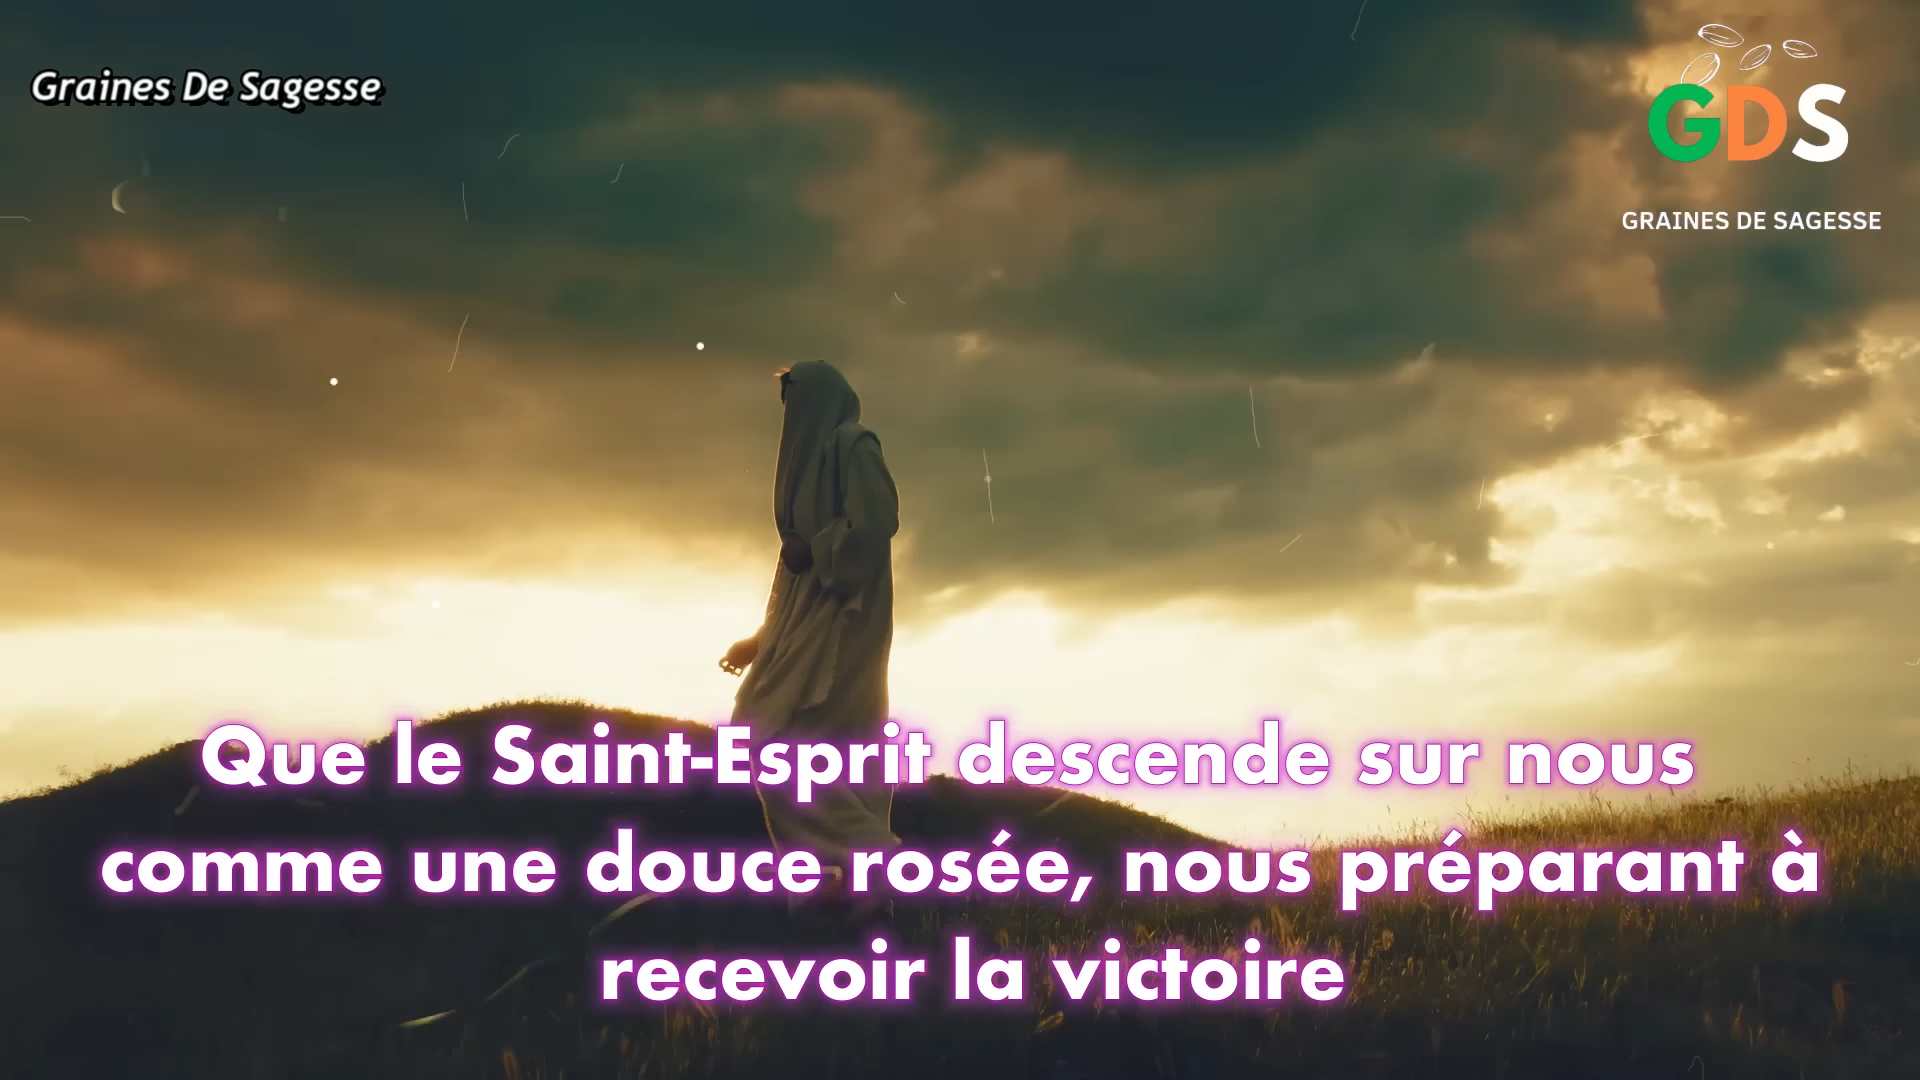 Graines De Sagesse
GDS
GRAINES DE SAGESSE
Que le Saint-Esprit descende sur nous
comme une douce rosée, nous préparant à
recevoir la victoire